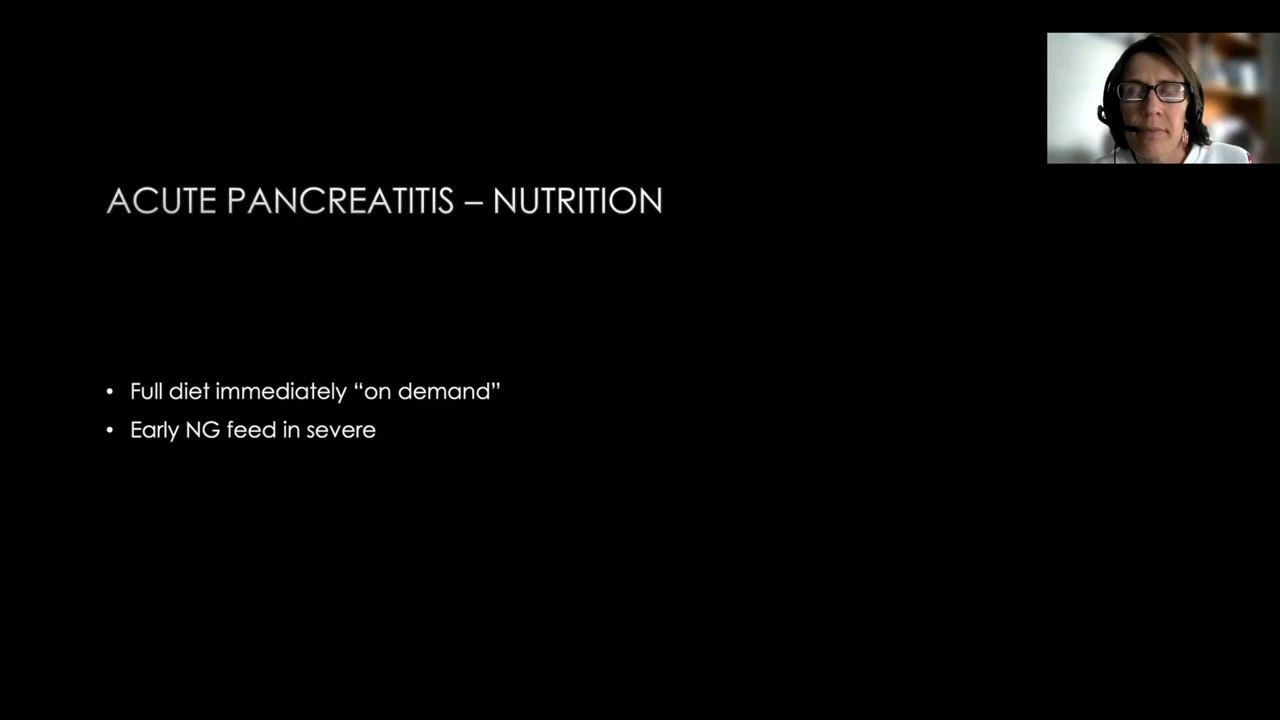 ACUTE PANCREATITIS – NUTRITION
• Full diet immediately “on demand”
• Early NG feed in severe